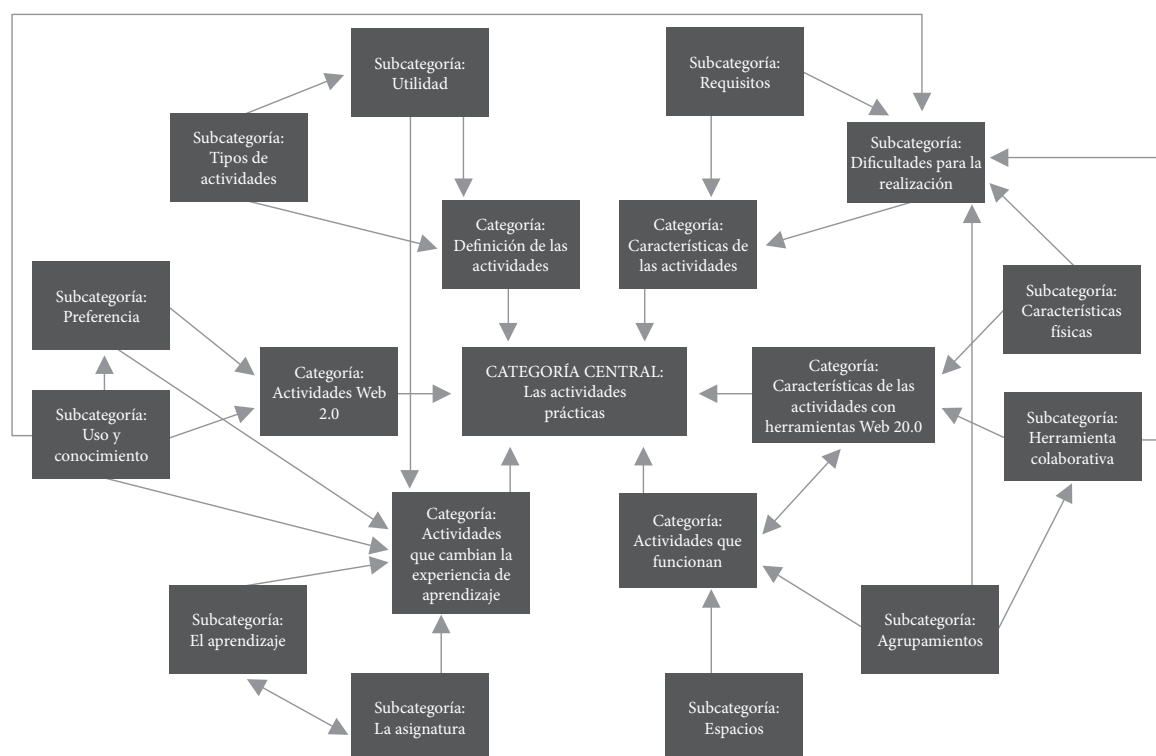 Subcategoría:
Utilidad
Subcategoría:
Requisitos
Subcategoría:
Tipos de
actividades
Subcategoría:
Dificultades para la
realización
Categoría:
Definición de las
actividades
Categoría:
Características de
las actividades
Subcategoría:
Preferencia
Subcategoría:
Características
físicas
Categoría:
Actividades Web
2.0
CATEGORÍA CENTRAL:
Las actividades
prácticas
Categoría:
Características de las
actividades con
herramientas Web 20.0
Subcategoría:
Uso y
conocimiento
Subcategoría:
Herramienta
colaborativa
Categoría:
Actividades
que cambian la
experiencia de
aprendizaje
Categoría:
Actividades que
funcionan
Subcategoría:
El aprendizaje
Subcategoría:
Agrupamientos
Subcategoría:
La asignatura
Subcategoría:
Espacios